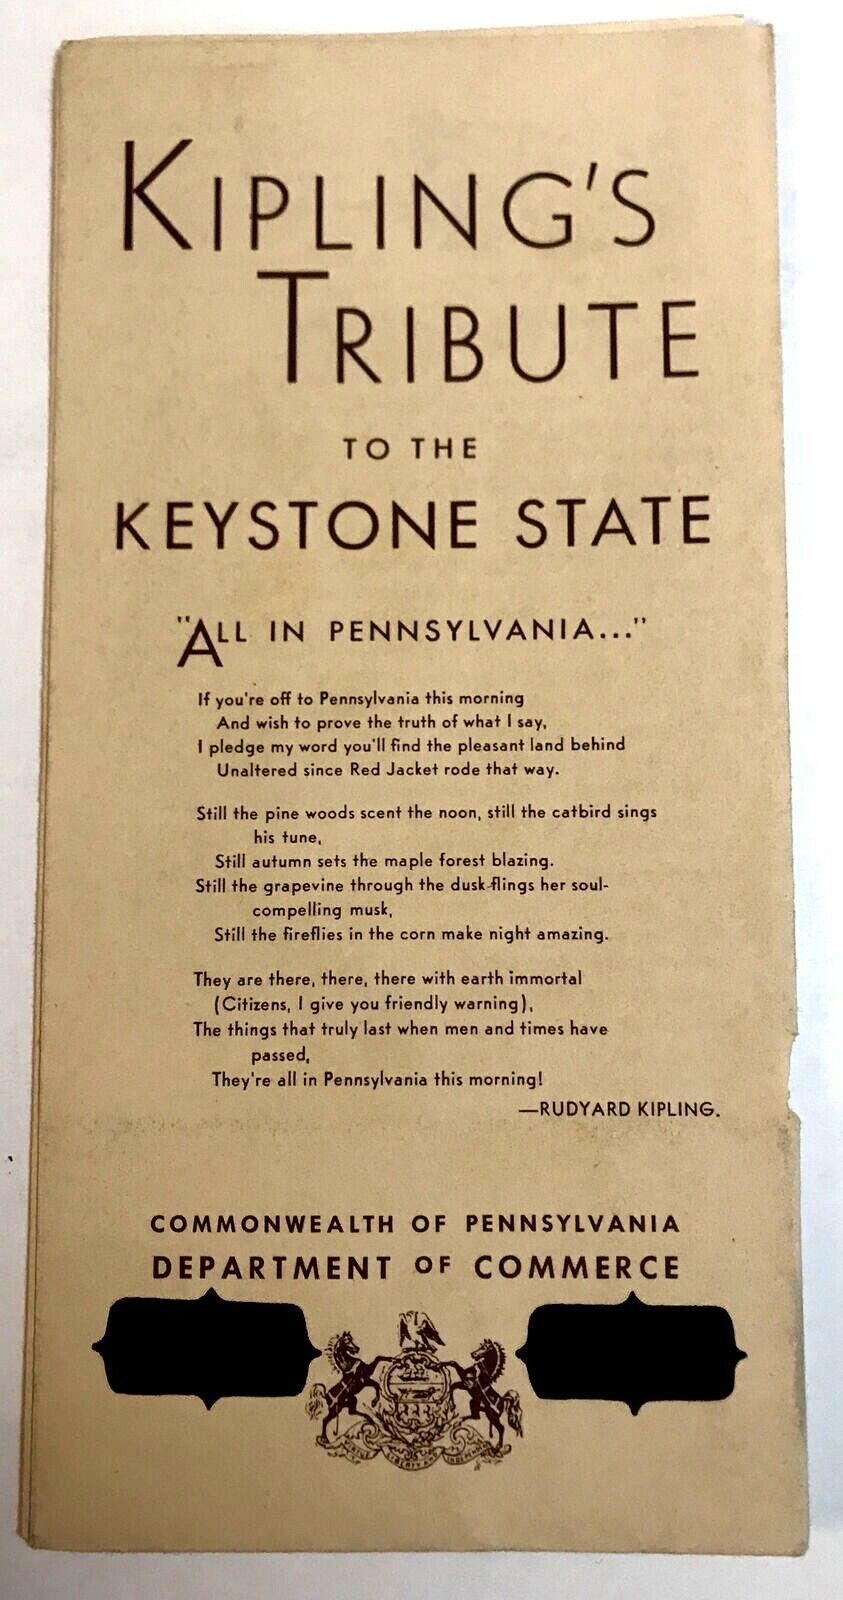 KIPLING'S
TRIBUTE
TO THE
KEYSTONE STATE
"ALL IN PENNSYLVANIA..."
If you're off to Pennsylvania this morning
And wish to prove the truth of what I say,
I pledge my word you'll find the pleasant land behind
Unaltered since Red Jacket rode that way.
Still the pine woods scent the noon, still the catbird sings
his tune,
Still autumn sets the maple forest blazing.
Still the grapevine through the dusk flings her soul-
compelling musk,
Still the fireflies in the corn make night amazing.
They are there, there, there with earth immortal
(Citizens, I give you friendly warning),
The things that truly last when men and times have
passed,
They're all in Pennsylvania this morning!
—RUDYARD KIPLING.
COMMONWEALTH OF PENNSYLVANIA
DEPARTMENT OF COMMERCE
VIRTUE LIBERTY AND